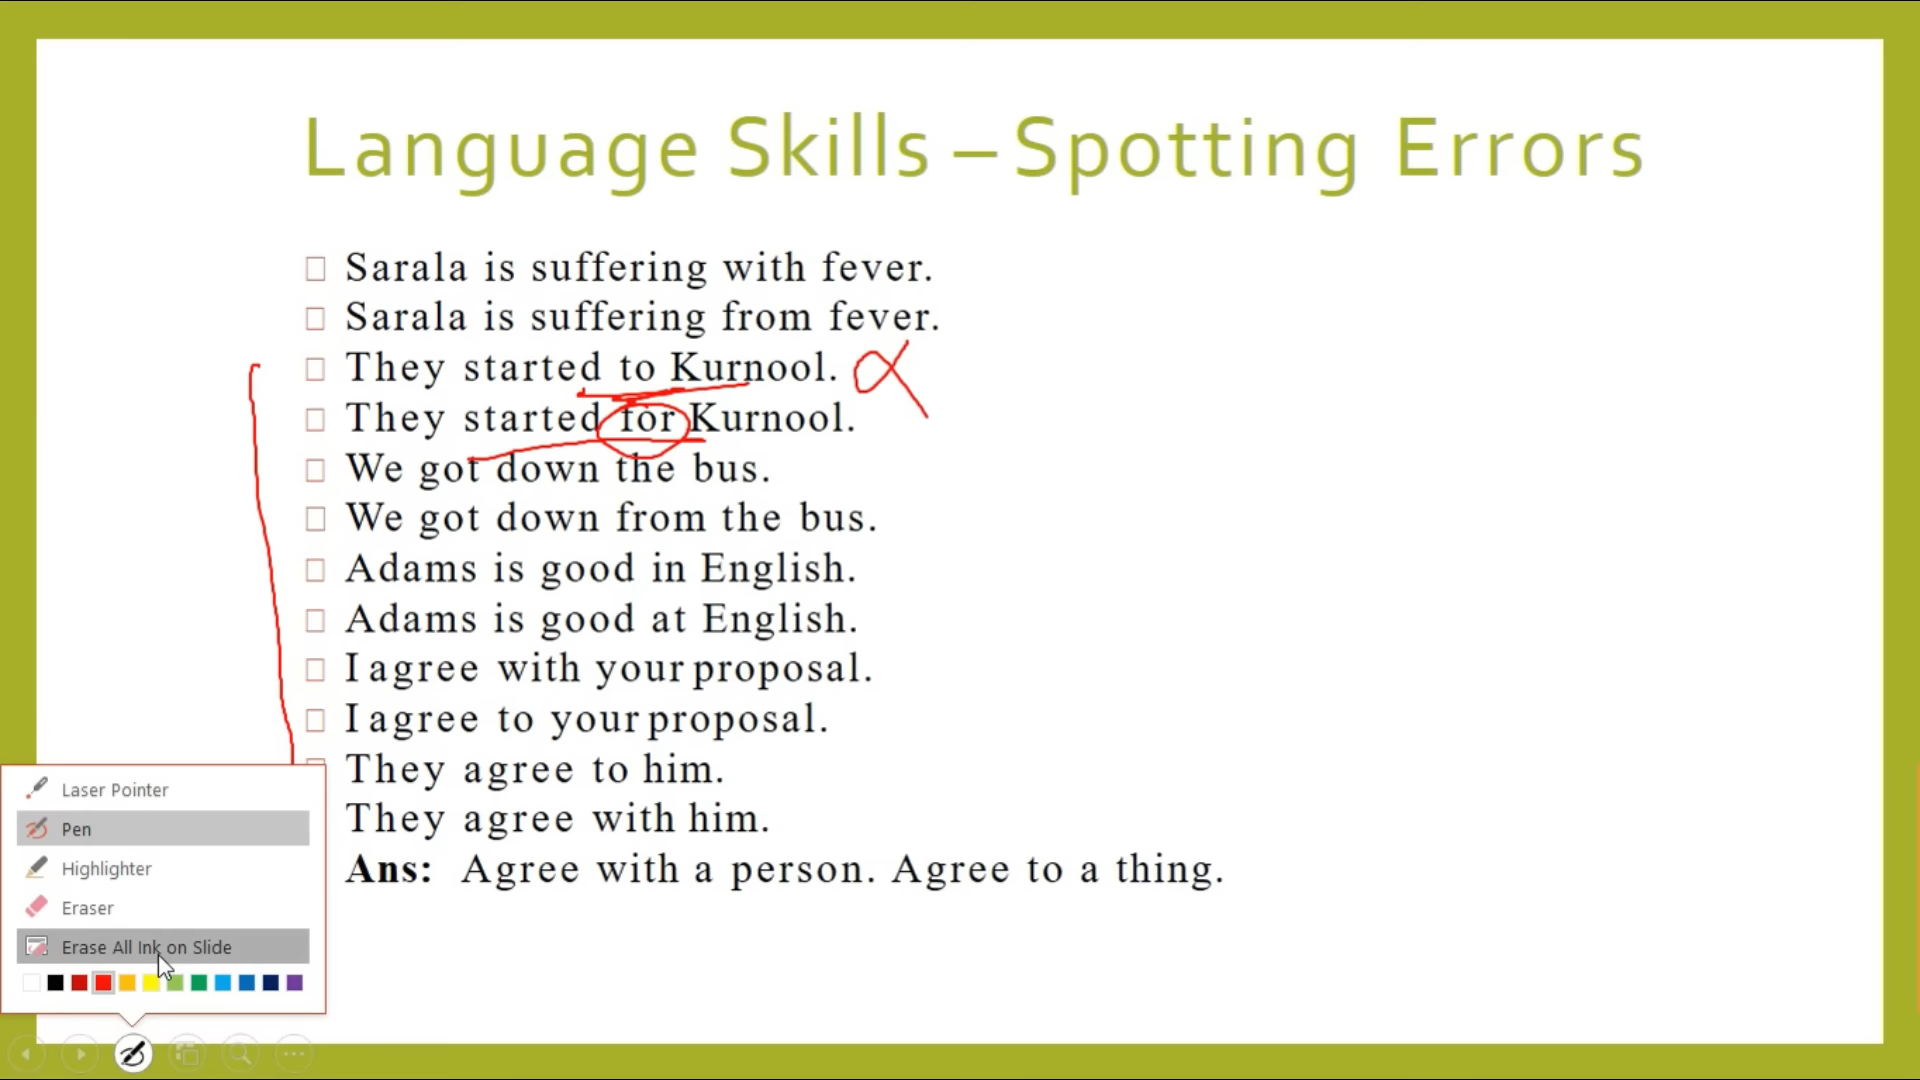 Language Skills – Spotting Errors
Sarala is suffering with fever.
Sarala is suffering from fever.
They started to Kurnool.
They started for Kurnool.
We got down the bus.
We got down from the bus.
Adams is good in English.
Adams is good at English.
I agree with your proposal.
I agree to your proposal.
They agree to him.
They agree with him.
Ans: Agree with a person. Agree to a thing.
Laser Pointer
Pen
Highlighter
Eraser
Erase All Ink on Slide